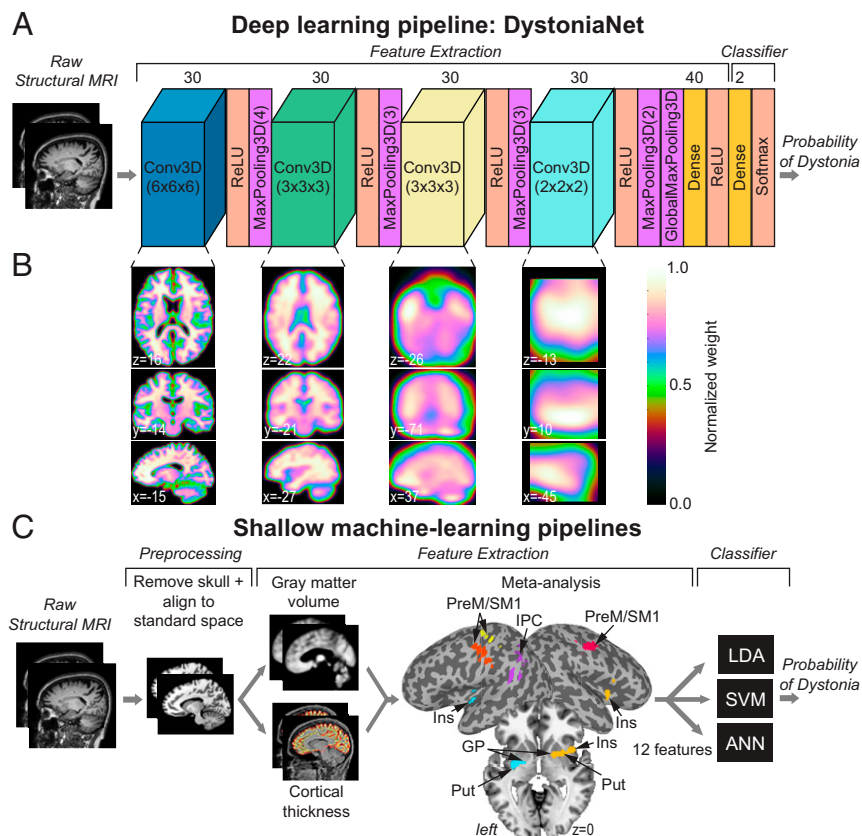 A
Deep learning pipeline: DystoniaNet
Feature Extraction
Classifier
Raw
Structural MRI
30
30
30
30
40
2
Conv3D
(6x6x6)
ReLU
MaxPooling3D(4)
Conv3D
(3x3x3)
ReLU
MaxPooling3D(3)
Conv3D
(3x3x3)
ReLU
MaxPooling3D(3)
Conv3D
(2x2x2)
ReLU
MaxPooling3D(2)
GlobalMaxPooling3D
Dense
ReLU
Dense
Softmax
Probability
of Dystonia
B
z=16
z=22
z=-26
z=-13
y=-14
y=-21
y=-71
y=10
x=-15
x=-27
x=37
x=-45
1.0
0.5
0.0
Normalized weight
C
Shallow machine-learning pipelines
Preprocessing
Feature Extraction
Classifier
Raw
Structural MRI
Remove skull +
align to
standard space
Gray matter
volume
Cortical
thickness
Meta-analysis
PreM/SM1
IPC
PreM/SM1
Ins
Ins
GP
Ins
Put
Put
left
z=0
12 features
LDA
SVM
ANN
Probability
of Dystonia